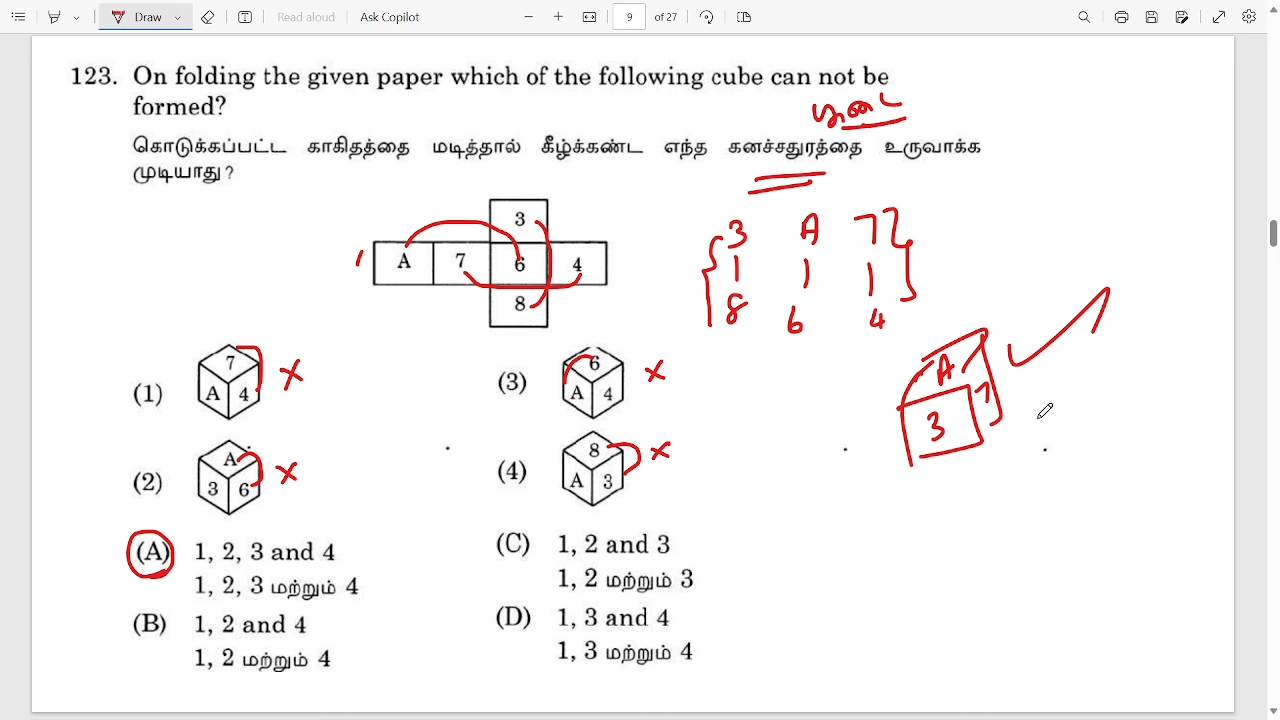 Draw
Read aloud
Ask Copilot
9
of 27
123. On folding the given paper which of the following cube can not be
formed?
கொடுக்கப்பட்ட காகிதத்தை மடித்தால் கீழ்க்கண்ட எந்த கனச்சதுரத்தை உருவாக்க
முடியாது?
3
A 7 6 4
8
3 A 7
8 6 4
(1) 7 A 4
(3) 6 A 4
A
3 7
(2) A 3 6
(4) 8 A 3
(A) 1, 2, 3 and 4
1, 2, 3 மற்றும் 4
(C) 1, 2 and 3
1, 2 மற்றும் 3
(B) 1, 2 and 4
1, 2 மற்றும் 4
(D) 1, 3 and 4
1, 3 மற்றும் 4